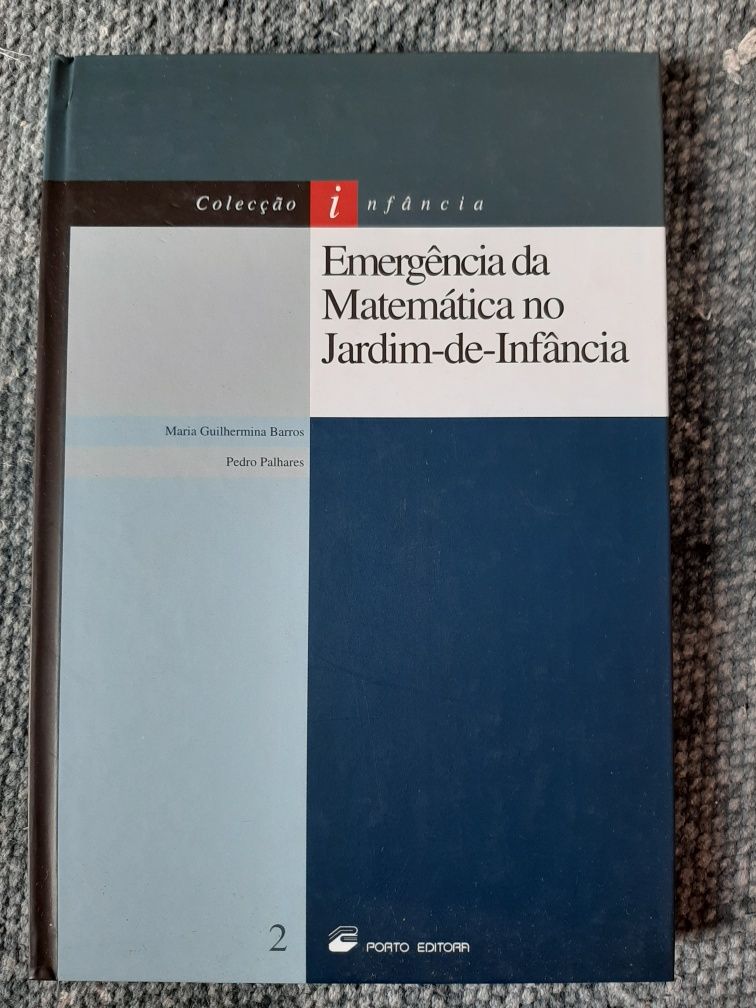 Colecção infância
Emergência da
Matemática no
Jardim-de-Infância
Maria Guilhermina Barros
Pedro Palhares
2
PORTO EDITORA